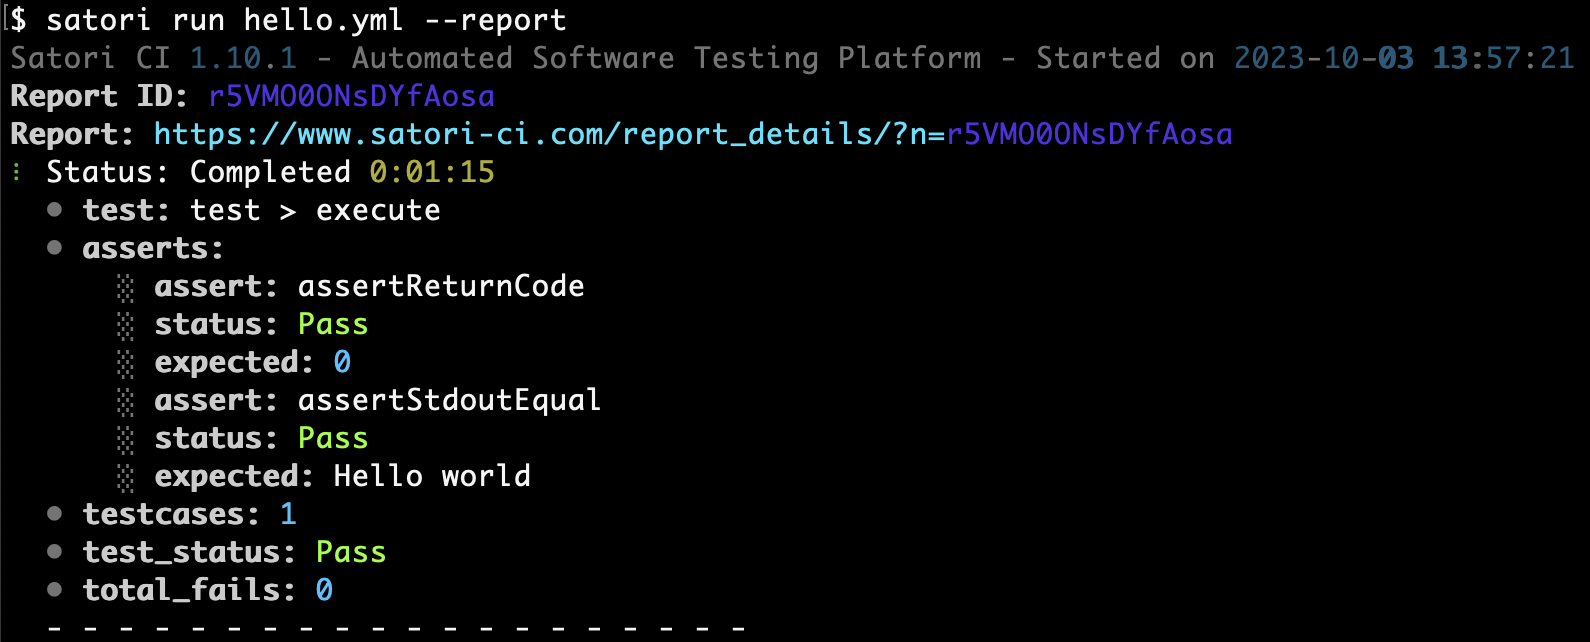 $ satori run hello.yml --report
Satori CI 1.10.1 - Automated Software Testing Platform - Started on 2023-10-03 13:57:21
Report ID: r5VMO0ONsDYfAosa
Report: https://www.satori-ci.com/report_details/?n=r5VMO0ONsDYfAosa
⋮ Status: Completed 0:01:15
• test: test > execute
• asserts:
░ assert: assertReturnCode
░ status: Pass
░ expected: 0
░ assert: assertStdoutEqual
░ status: Pass
░ expected: Hello world
• testcases: 1
• test_status: Pass
• total_fails: 0
- - - - - - - - - - - - - - - - - - - -